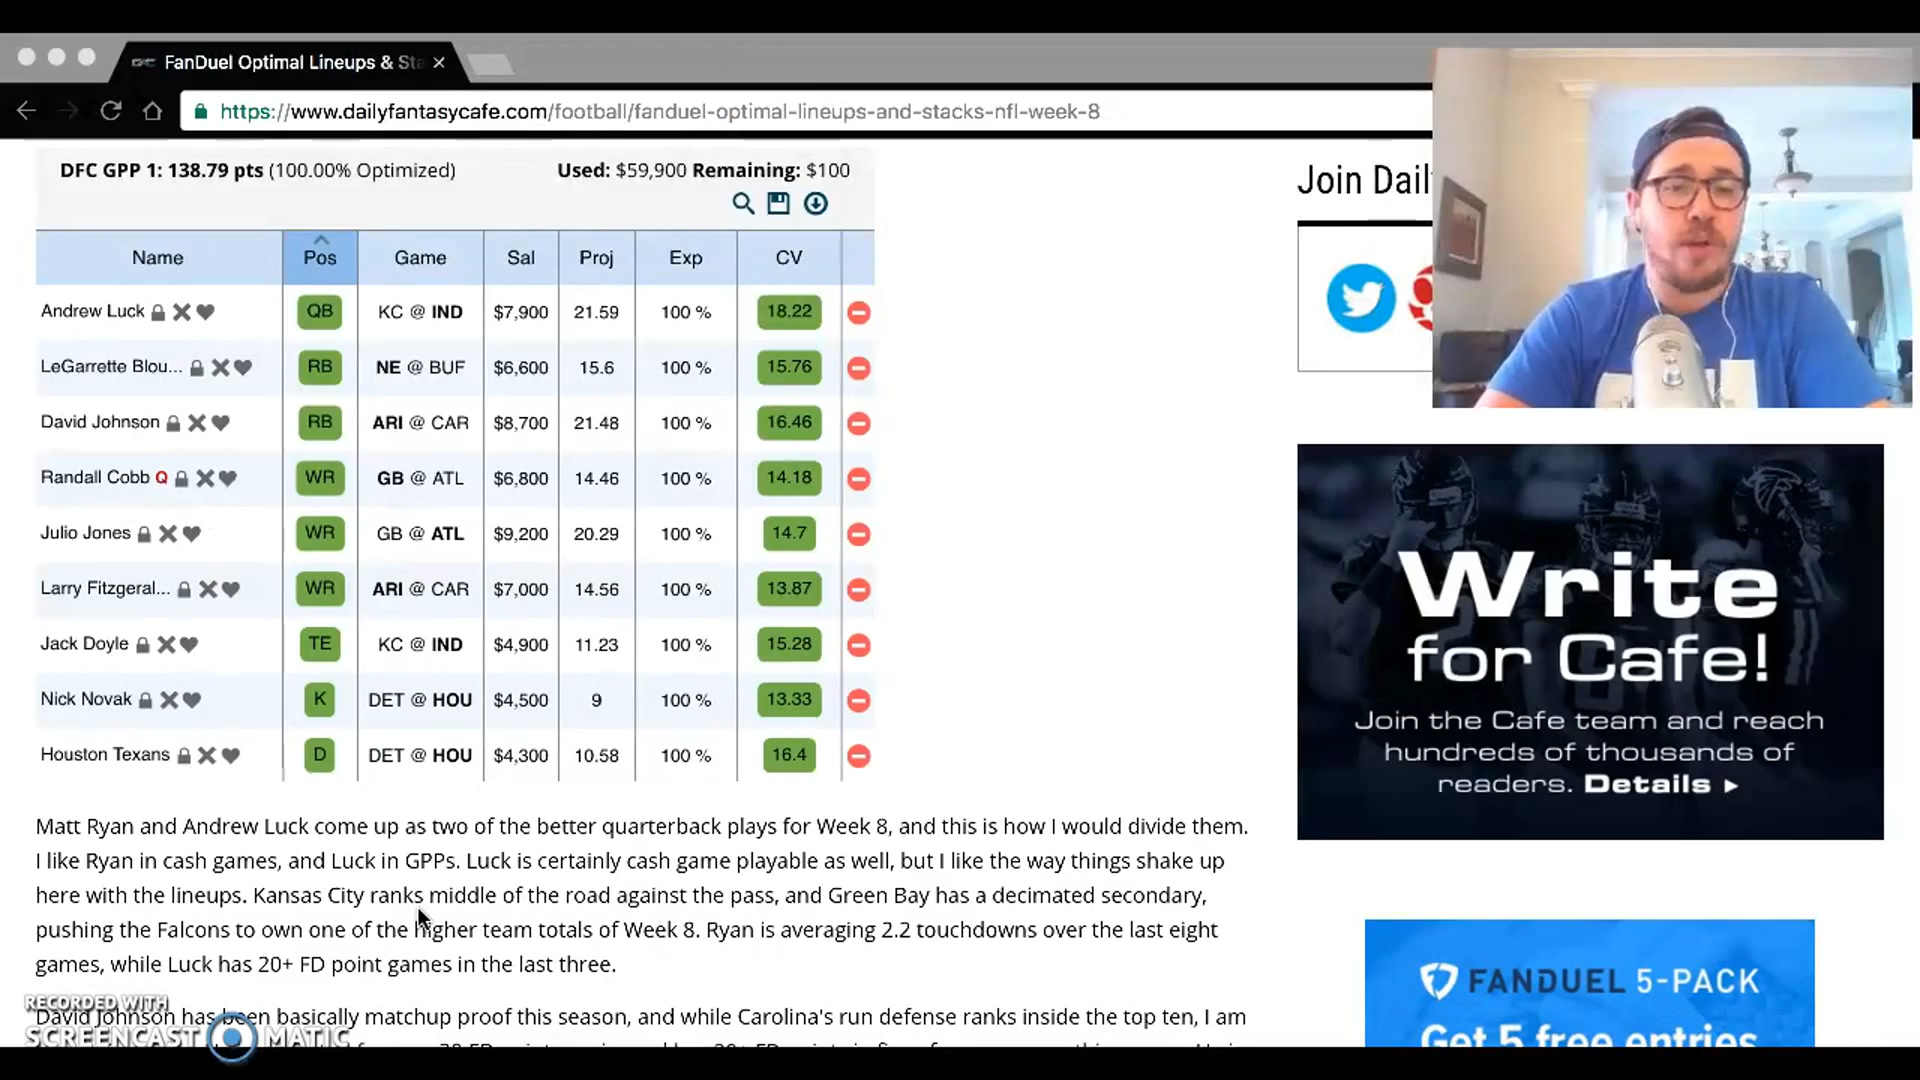 FanDuel Optimal Lineups & Sta
https://www.dailyfantasycafe.com/football/fanduel-optimal-lineups-and-stacks-nfl-week-8
DFC GPP 1: 138.79 pts (100.00% Optimized) Used: $59,900 Remaining: $100
Name Pos Game Sal Proj Exp CV
Andrew Luck QB KC @ IND $7,900 21.59 100 % 18.22
LeGarrette Blou... RB NE @ BUF $6,600 15.6 100 % 15.76
David Johnson RB ARI @ CAR $8,700 21.48 100 % 16.46
Randall Cobb Q WR GB @ ATL $6,800 14.46 100 % 14.18
Julio Jones WR GB @ ATL $9,200 20.29 100 % 14.7
Larry Fitzgeral... WR ARI @ CAR $7,000 14.56 100 % 13.87
Jack Doyle TE KC @ IND $4,900 11.23 100 % 15.28
Nick Novak K DET @ HOU $4,500 9 100 % 13.33
Houston Texans D DET @ HOU $4,300 10.58 100 % 16.4
Matt Ryan and Andrew Luck come up as two of the better quarterback plays for Week 8, and this is how I would divide them.
I like Ryan in cash games, and Luck in GPPs. Luck is certainly cash game playable as well, but I like the way things shake up
here with the lineups. Kansas City ranks middle of the road against the pass, and Green Bay has a decimated secondary,
pushing the Falcons to own one of the higher team totals of Week 8. Ryan is averaging 2.2 touchdowns over the last eight
games, while Luck has 20+ FD point games in the last three.
David Johnson has been basically matchup proof this season, and while Carolina's run defense ranks inside the top ten, I am
RECORDED WITH
SCREENCAST MATIC
Join Dail
Write
for Cafe!
Join the Cafe team and reach
hundreds of thousands of
readers. Details ▸
FANDUEL 5-PACK
Get 5 free entries